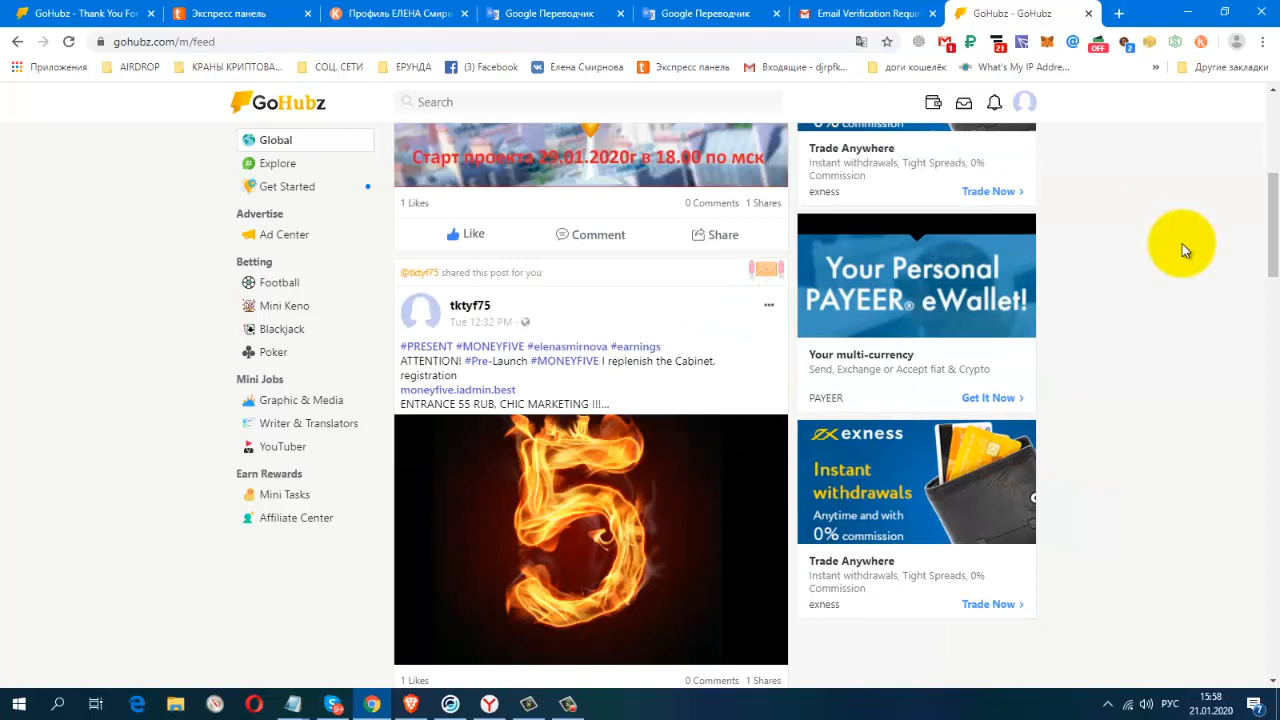 Thank you | W
Экспресс панель
Профиль ЕЛЕНА Смирн
Google Переводчик
Google Переводчик
Email Verification Requir
GoHubz - GoHubz
gohubz.com/m/feed
1
21
OFF
2
Приложения
AIRDROP
КРАНЫ КРИПТОВА...
СОЦ. СЕТИ
ЕРУНДА
(3) Facebook
Елена Смирнова
Экспресс панель
Входящие - djrpfk...
доги кошелёк
What's My IP Addre...
»
Другие закладки
GoHubz
Search
Global
Explore
Get Started
Advertise
Ad Center
Betting
Football
Mini Keno
Blackjack
Poker
Mini Jobs
Graphic & Media
Writer & Translators
YouTuber
Earn Rewards
Mini Tasks
Affiliate Center
Старт проекта 29.01.2020г в 18.00 по мск
1 Likes
0 Comments 1 Shares
Like
Comment
Share
@tktyf75 shared this post for you
tktyf75
Tue 12:32 PM -
#PRESENT #MONEYFIVE #elenasmirnova #earnings
ATTENTION! #Pre-Launch #MONEYFIVE I replenish the Cabinet.
registration
moneyfive.iadmin.best
ENTRANCE 55 RUB, CHIC MARKETING !!!...
5
1 Likes
0 Comments 1 Shares
0% commission
Trade Anywhere
Instant withdrawals, Tight Spreads, 0%
Commission
exness
Trade Now >
Your Personal
PAYEER® eWallet!
Your multi-currency
Send, Exchange or Accept fiat & Crypto
PAYEER
Get It Now >
exness
Instant
withdrawals
Anytime and with
0% commission
Trade Anywhere
Instant withdrawals, Tight Spreads, 0%
Commission
exness
Trade Now >
РУС
15:58
21.01.2020